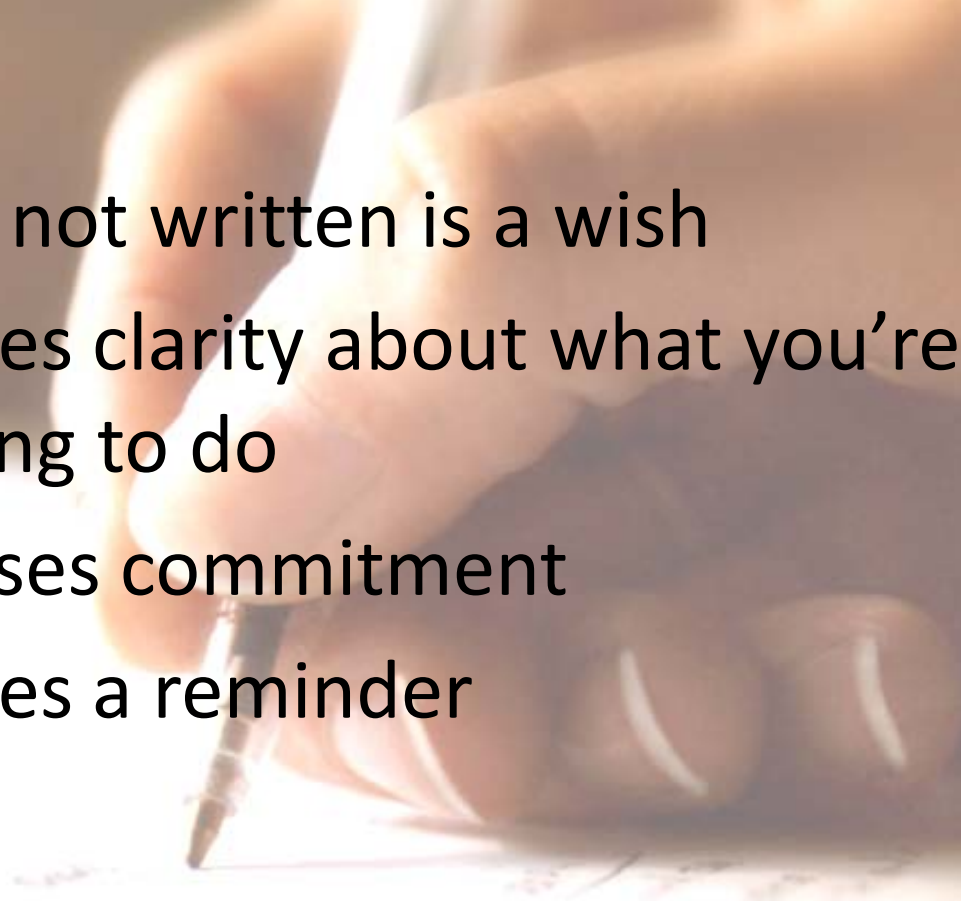 not written is a wish
es clarity about what you’re
ng to do
ses commitment
es a reminder